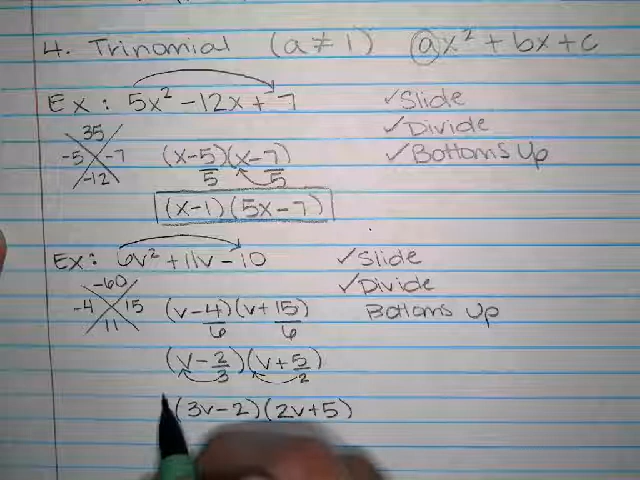 4. Trinomial (a ≠ 1) ax² + bx + c
Ex: 5x² - 12x + 7 ✓Slide
35 ✓Divide
-5 -7 (x - 5)(x - 7) ✓Bottoms Up
-12 5 5
(x - 1)(5x - 7)
Ex: 6v² + 11v - 10 ✓Slide
-60 ✓Divide
-4 15 (v - 4)(v + 15) Bottoms Up
11 6 6
(v - 2/3)(v + 5/2)
(3v - 2)(2v + 5)